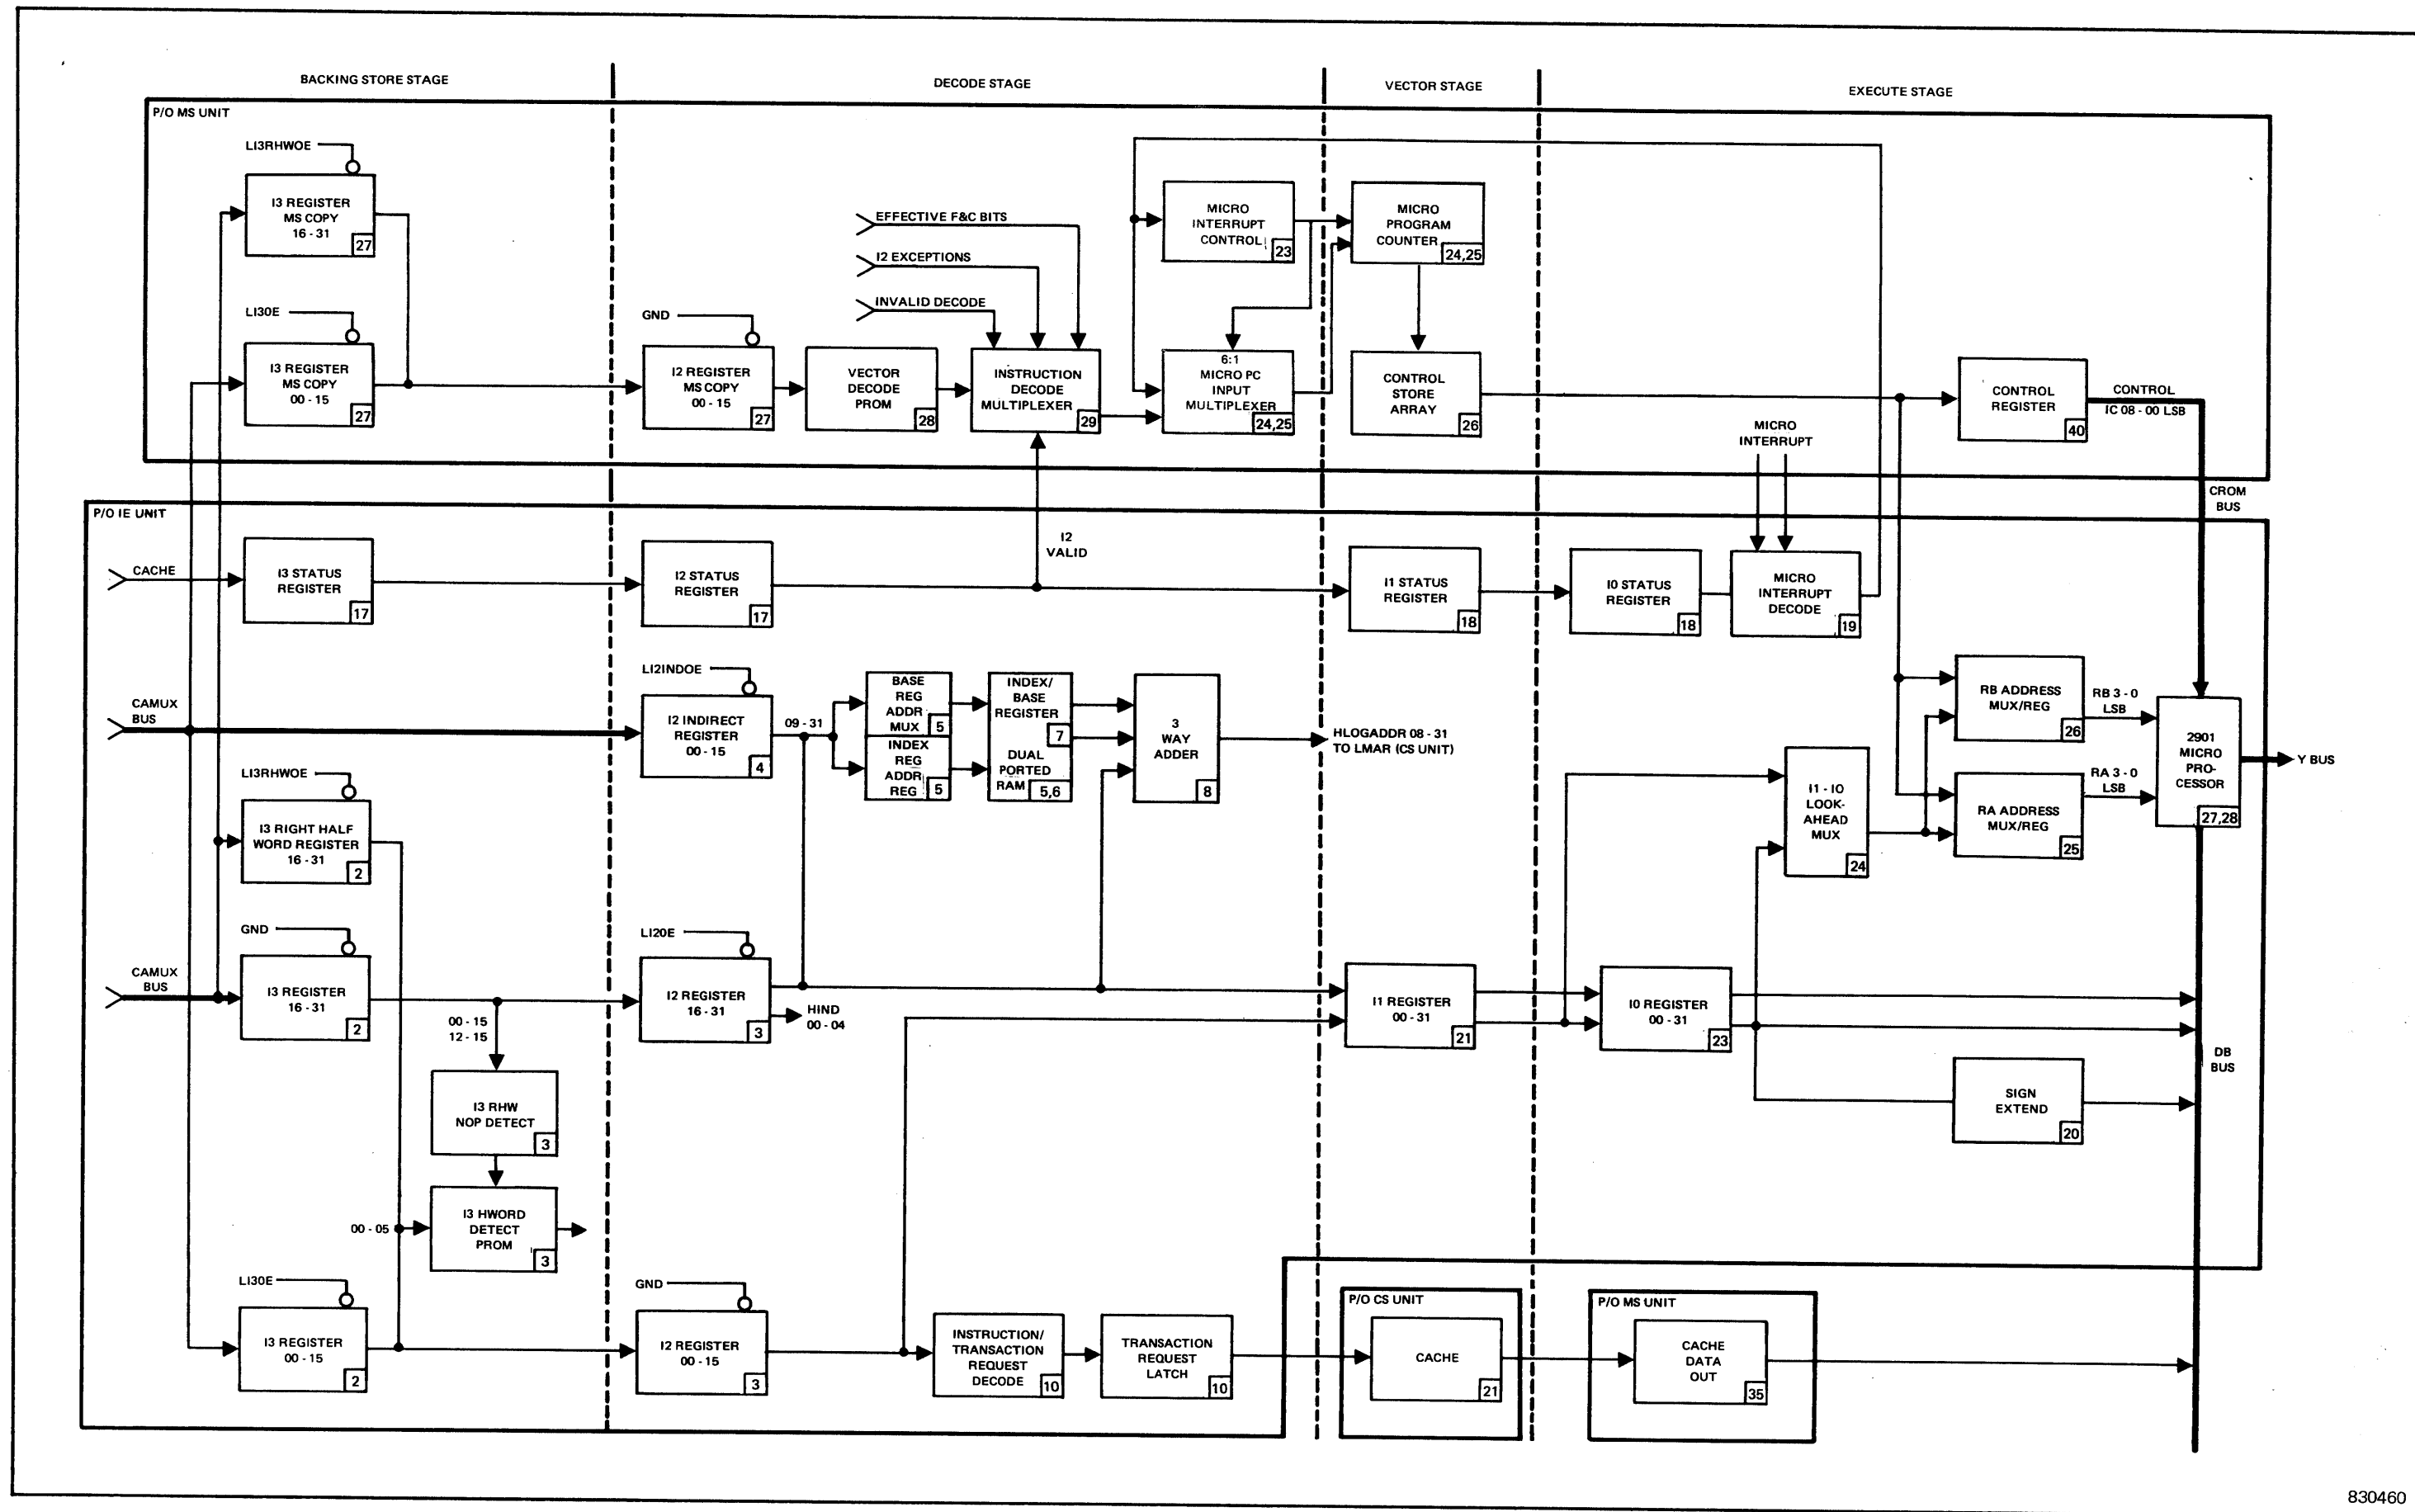 BACKING STORE STAGE
DECODE STAGE
VECTOR STAGE
EXECUTE STAGE
P/O MS UNIT
LI3RHWOE
I3 REGISTER
MS COPY
16 - 31
27
LI30E
I3 REGISTER
MS COPY
00 - 15
27
GND
I2 REGISTER
MS COPY
00 - 15
27
VECTOR
DECODE
PROM
28
EFFECTIVE F&C BITS
I2 EXCEPTIONS
INVALID DECODE
INSTRUCTION
DECODE
MULTIPLEXER
29
MICRO
INTERRUPT
CONTROL
23
6:1
MICRO PC
INPUT
MULTIPLEXER
24,25
MICRO
PROGRAM
COUNTER
24,25
CONTROL
STORE
ARRAY
26
MICRO
INTERRUPT
CONTROL
REGISTER
40
CONTROL
IC 08 - 00 LSB
CROM
BUS
P/O IE UNIT
CACHE
I3 STATUS
REGISTER
17
I2 STATUS
REGISTER
17
I2
VALID
I1 STATUS
REGISTER
18
I0 STATUS
REGISTER
18
MICRO
INTERRUPT
DECODE
19
CAMUX
BUS
LI2INDOE
I2 INDIRECT
REGISTER
00 - 15
4
09 - 31
BASE
REG
ADDR
MUX
5
INDEX
REG
ADDR
REG
5
INDEX/
BASE
REGISTER
7
DUAL
PORTED
RAM
5,6
3
WAY
ADDER
8
HLOGADDR 08 - 31
TO LMAR (CS UNIT)
I1 - I0
LOOK-
AHEAD
MUX
24
RB ADDRESS
MUX/REG
26
RB 3 - 0
LSB
RA ADDRESS
MUX/REG
25
RA 3 - 0
LSB
2901
MICRO
PRO-
CESSOR
27,28
Y BUS
LI3RHWOE
I3 RIGHT HALF
WORD REGISTER
16 - 31
2
CAMUX
BUS
GND
I3 REGISTER
16 - 31
2
00 - 15
12 - 15
LI20E
I2 REGISTER
16 - 31
3
HIND
00 - 04
I1 REGISTER
00 - 31
21
I0 REGISTER
00 - 31
23
DB
BUS
SIGN
EXTEND
20
I3 RHW
NOP DETECT
3
00 - 05
I3 HWORD
DETECT
PROM
3
LI30E
I3 REGISTER
00 - 15
2
GND
I2 REGISTER
00 - 15
3
INSTRUCTION/
TRANSACTION
REQUEST
DECODE
10
TRANSACTION
REQUEST
LATCH
10
P/O CS UNIT
CACHE
21
P/O MS UNIT
CACHE
DATA
OUT
35
830460